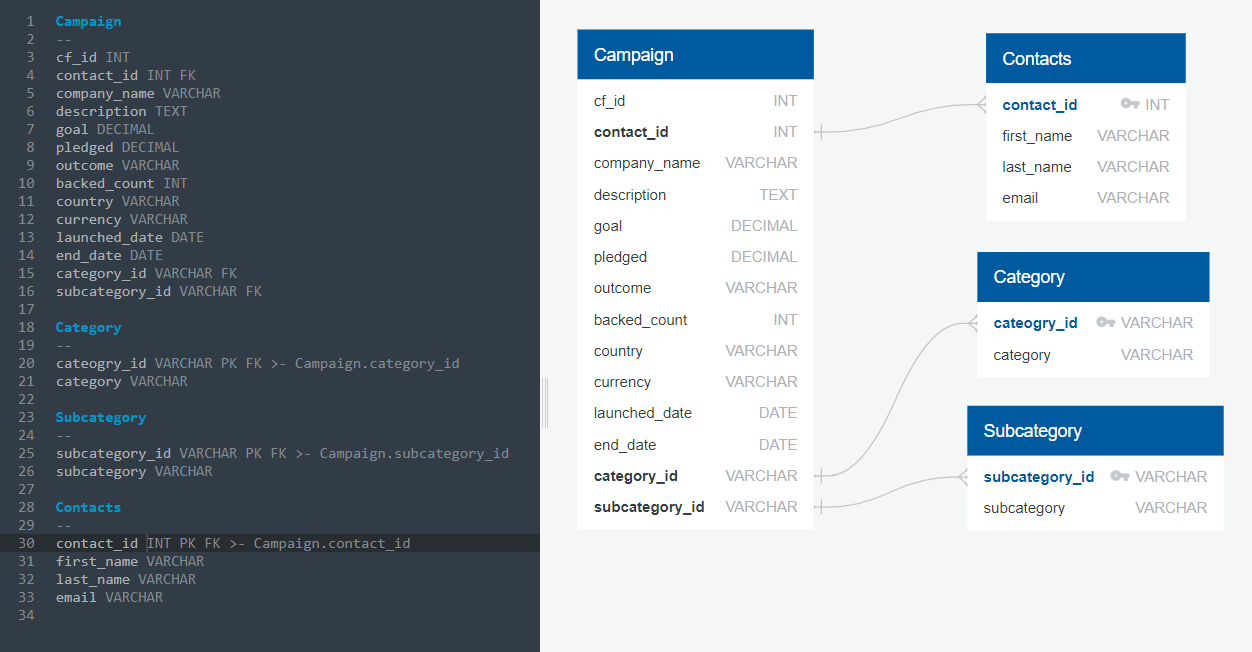 1 Campaign
2 --
3 cf_id INT
4 contact_id INT FK
5 company_name VARCHAR
6 description TEXT
7 goal DECIMAL
8 pledged DECIMAL
9 outcome VARCHAR
10 backed_count INT
11 country VARCHAR
12 currency VARCHAR
13 launched_date DATE
14 end_date DATE
15 category_id VARCHAR FK
16 subcategory_id VARCHAR FK
17
18 Category
19 --
20 cateogry_id VARCHAR PK FK >- Campaign.category_id
21 category VARCHAR
22
23 Subcategory
24 --
25 subcategory_id VARCHAR PK FK >- Campaign.subcategory_id
26 subcategory VARCHAR
27
28 Contacts
29 --
30 contact_id INT PK FK >- Campaign.contact_id
31 first_name VARCHAR
32 last_name VARCHAR
33 email VARCHAR
34
Campaign
cf_id INT
contact_id INT
company_name VARCHAR
description TEXT
goal DECIMAL
pledged DECIMAL
outcome VARCHAR
backed_count INT
country VARCHAR
currency VARCHAR
launched_date DATE
end_date DATE
category_id VARCHAR
subcategory_id VARCHAR
Contacts
contact_id INT
first_name VARCHAR
last_name VARCHAR
email VARCHAR
Category
cateogry_id VARCHAR
category VARCHAR
Subcategory
subcategory_id VARCHAR
subcategory VARCHAR